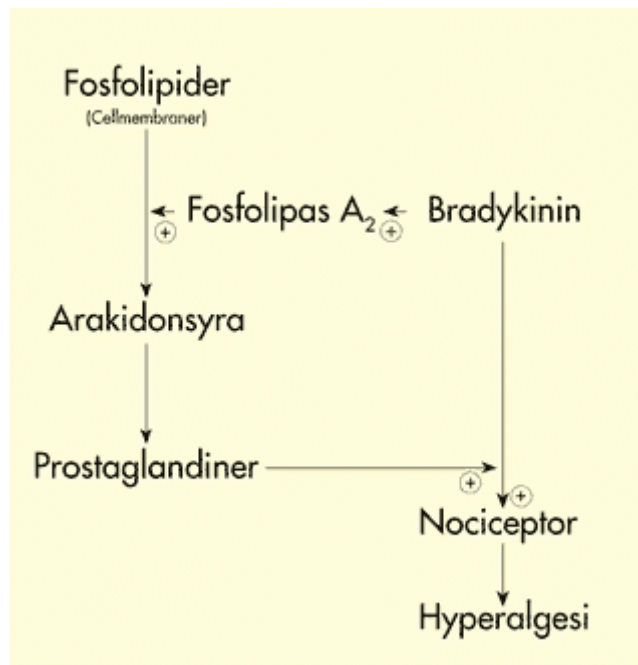 Fosfolipider
(Cellmembraner)
Fosfolipas A₂
Bradykinin
+
+
Arakidonsyra
Prostaglandiner
+
+
Nociceptor
Hyperalgesi